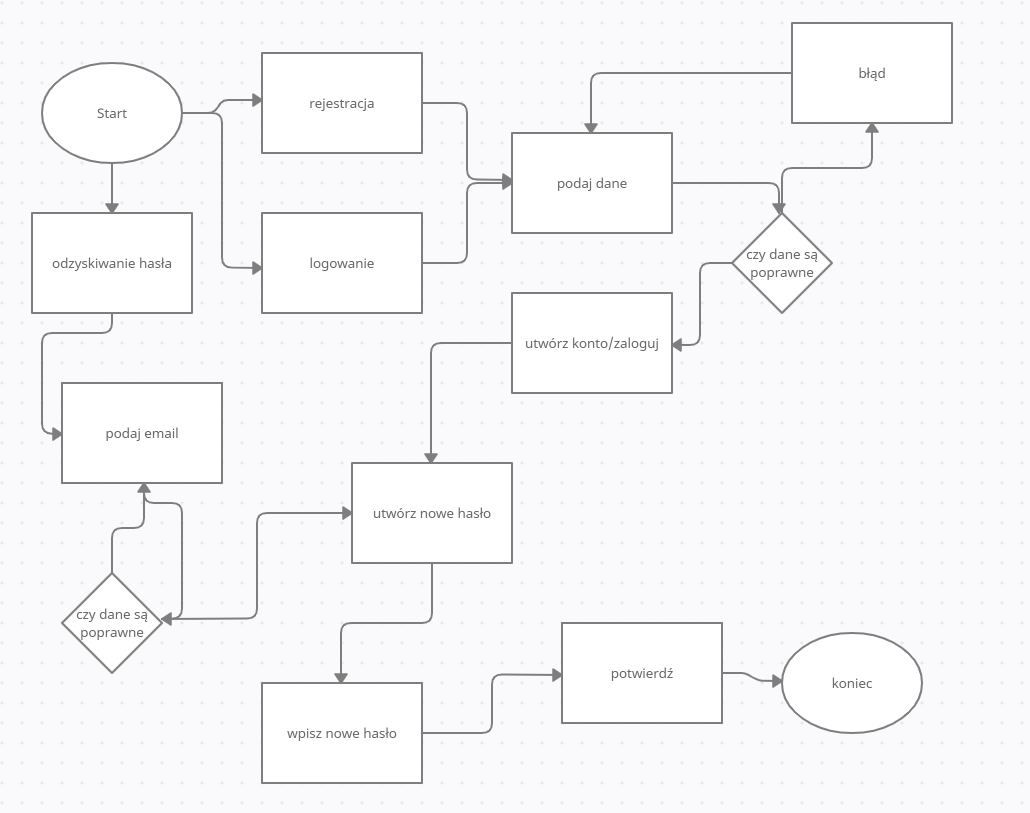 Start
rejestracja
błąd
podaj dane
odzyskiwanie hasła
logowanie
czy dane są
poprawne
utwórz konto/zaloguj
podaj email
utwórz nowe hasło
czy dane są
poprawne
wpisz nowe hasło
potwierdź
koniec